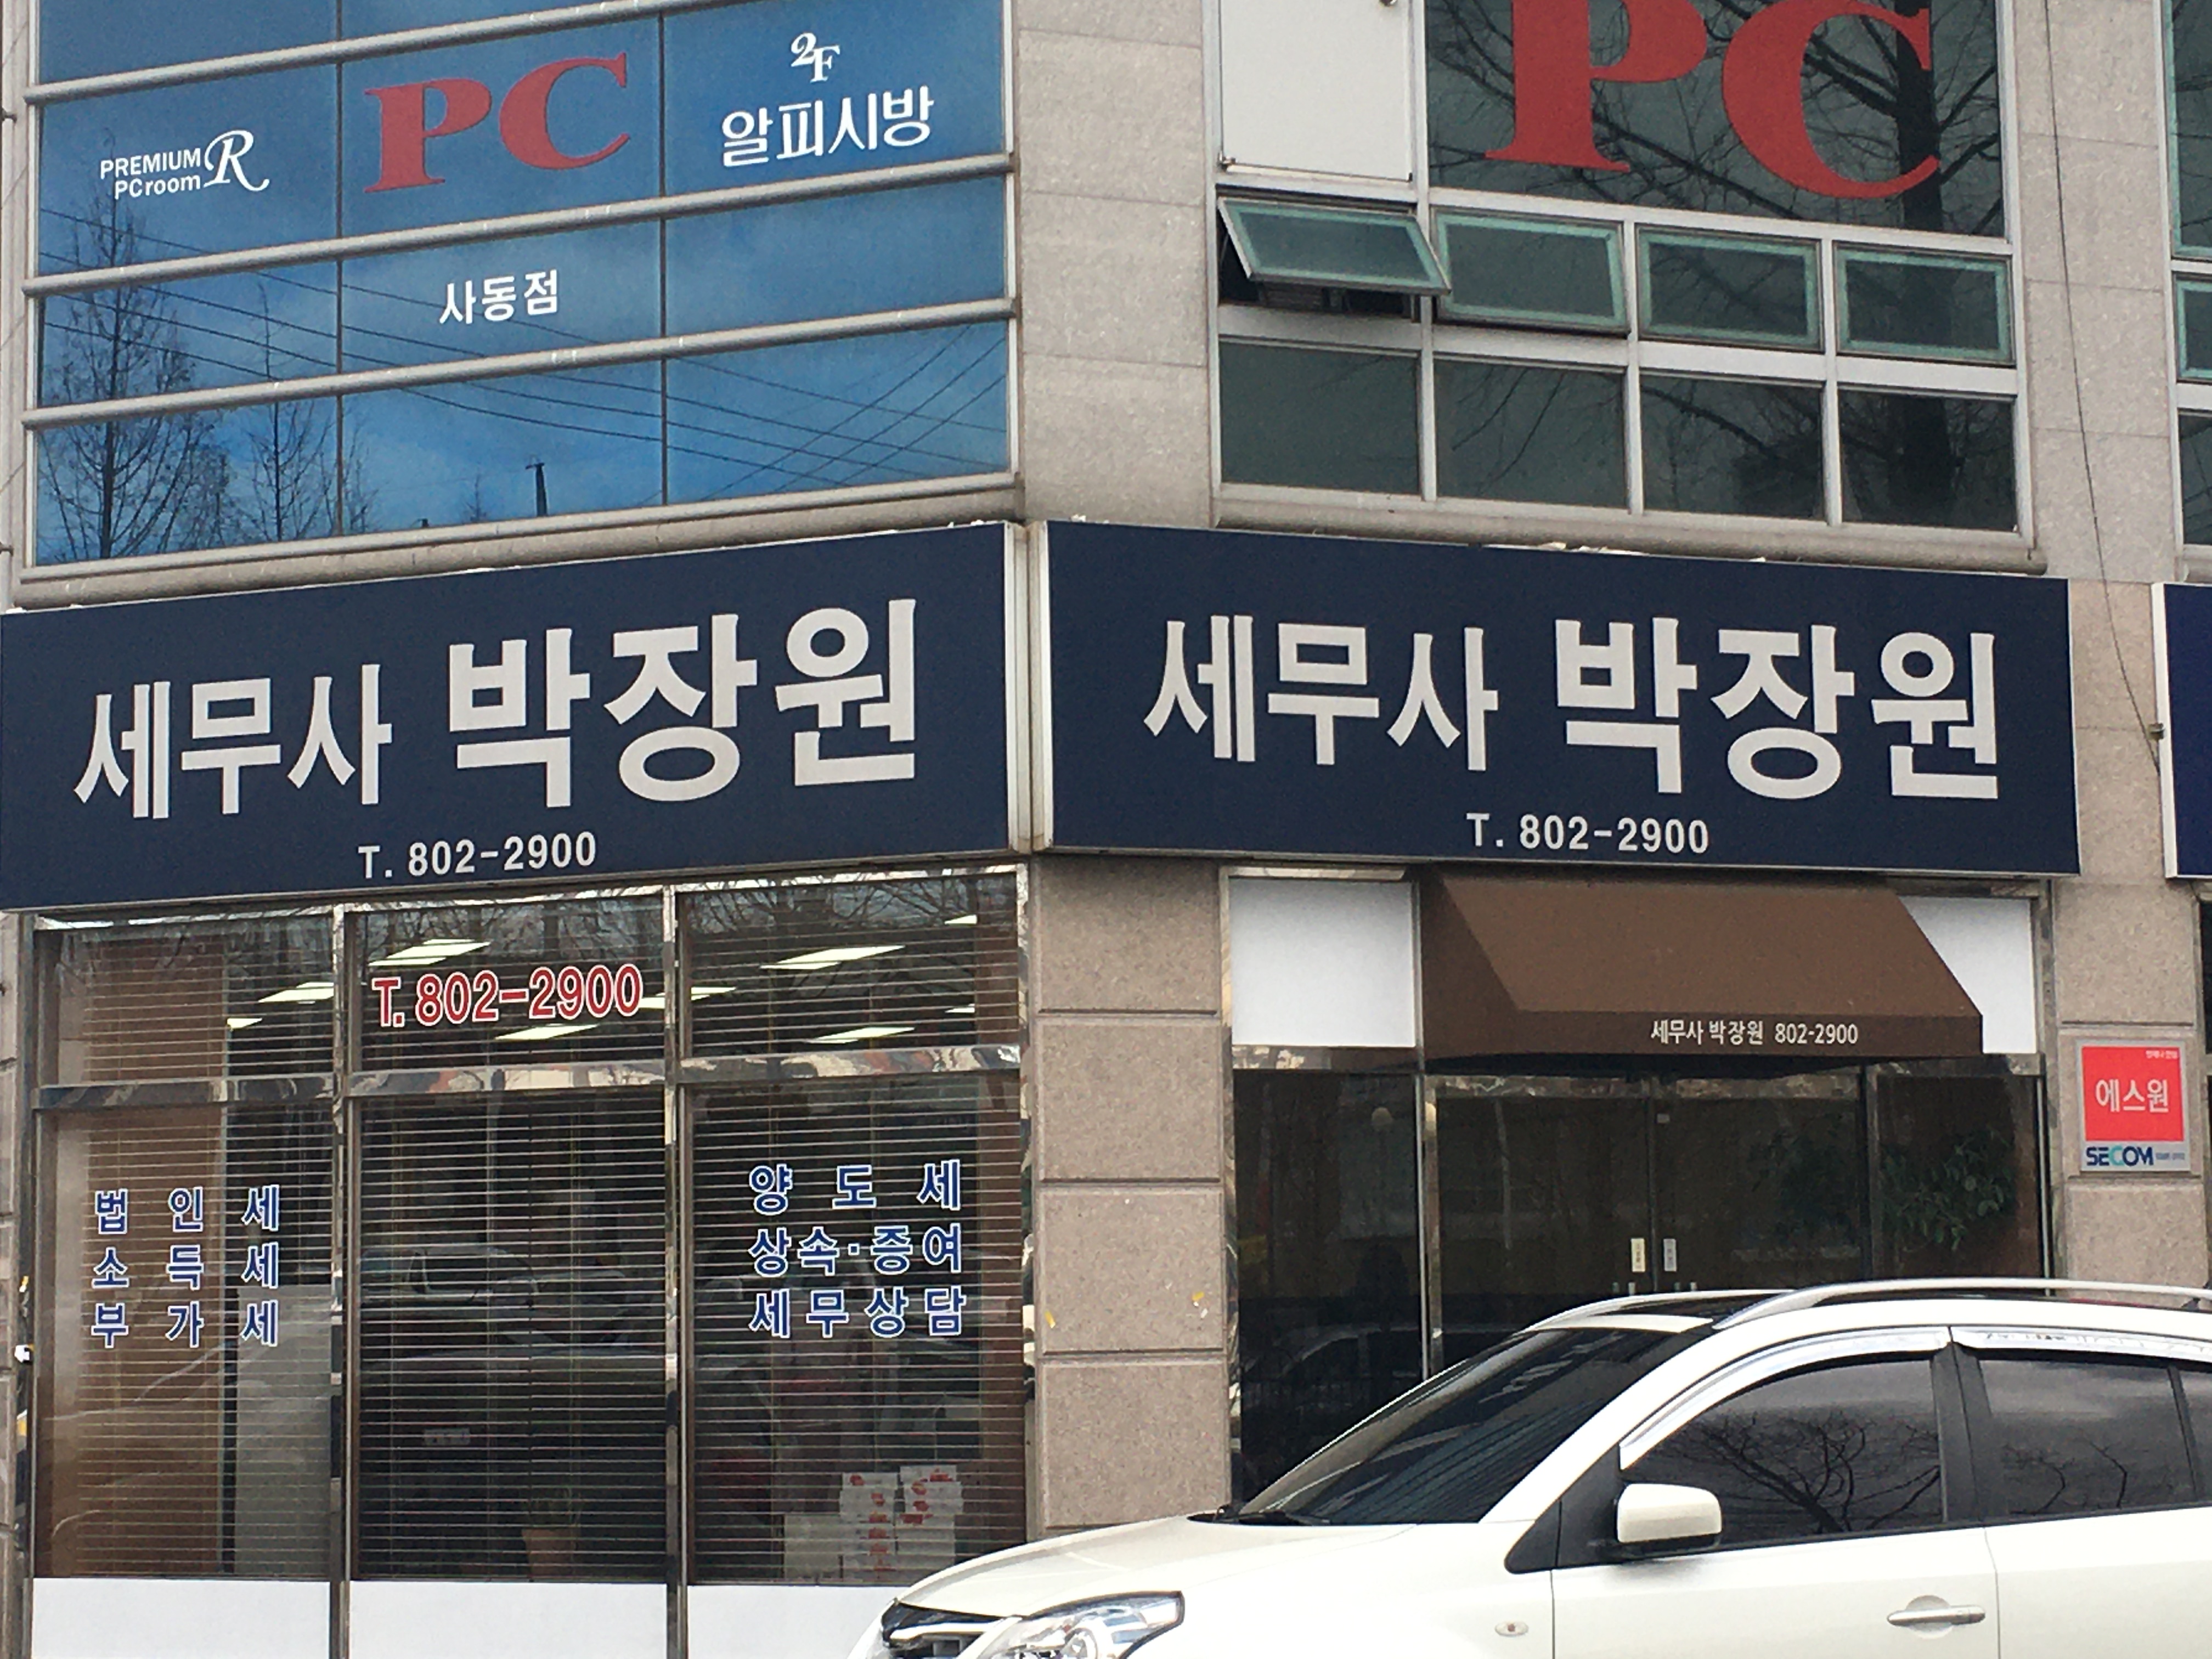 PREMIUM
PC room R
PC
2F
알피시방
사동점
PC
세무사 박장원
T. 802-2900
세무사 박장원
T. 802-2900
T. 802-2900
법 인 세
소 득 세
부 가 세
양 도 세
상속·증여
세무상담
세무사 박장원 802-2900
에스원
SECOM